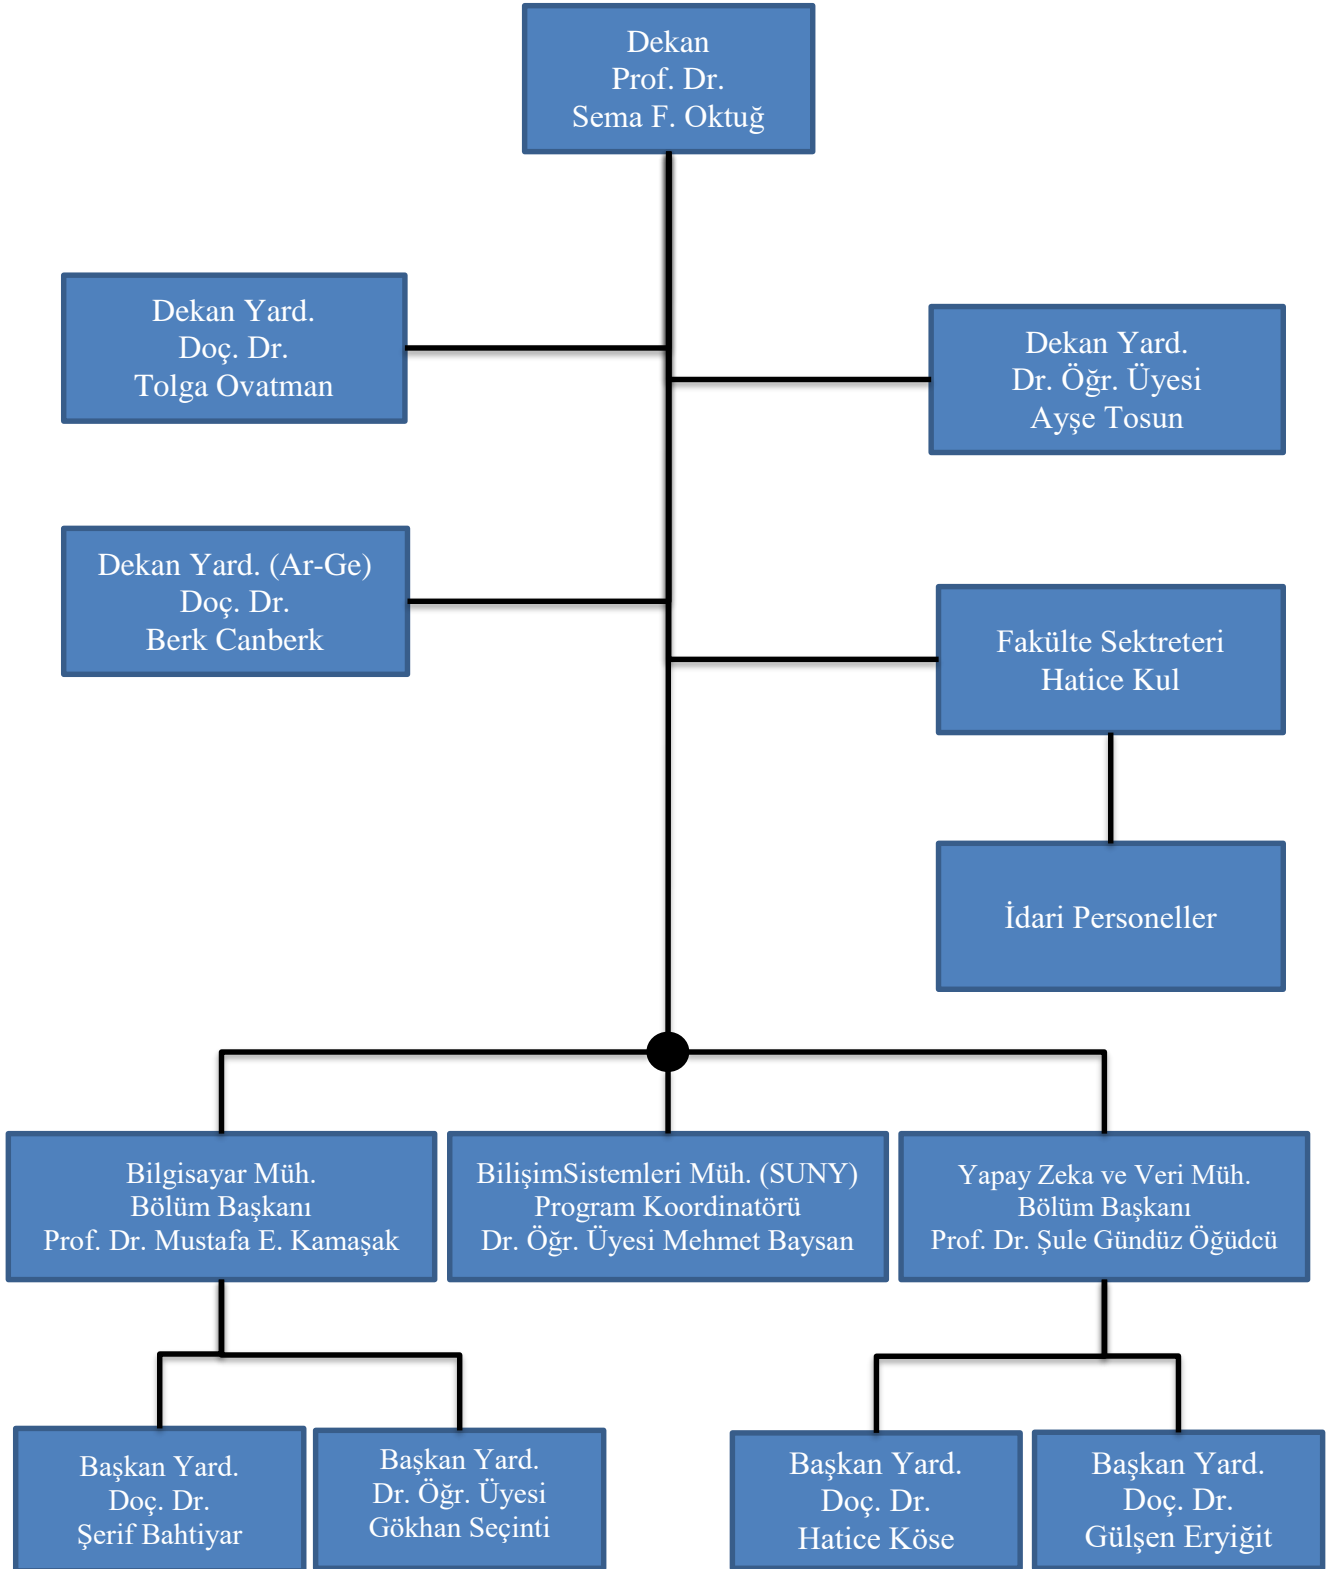 Dekan
Prof. Dr.
Sema F. Oktuğ
Dekan Yard.
Doç. Dr.
Tolga Ovatman
Dekan Yard.
Dr. Öğr. Üyesi
Ayşe Tosun
Dekan Yard. (Ar-Ge)
Doç. Dr.
Berk Canberk
Fakülte Sektreteri
Hatice Kul
İdari Personeller
Bilgisayar Müh.
Bölüm Başkanı
Prof. Dr. Mustafa E. Kamaşak
BilişimSistemleri Müh. (SUNY)
Program Koordinatörü
Dr. Öğr. Üyesi Mehmet Baysan
Yapay Zeka ve Veri Müh.
Bölüm Başkanı
Prof. Dr. Şule Gündüz Öğüdcü
Başkan Yard.
Doç. Dr.
Şerif Bahtiyar
Başkan Yard.
Dr. Öğr. Üyesi
Gökhan Seçinti
Başkan Yard.
Doç. Dr.
Hatice Köse
Başkan Yard.
Doç. Dr.
Gülşen Eryiğit